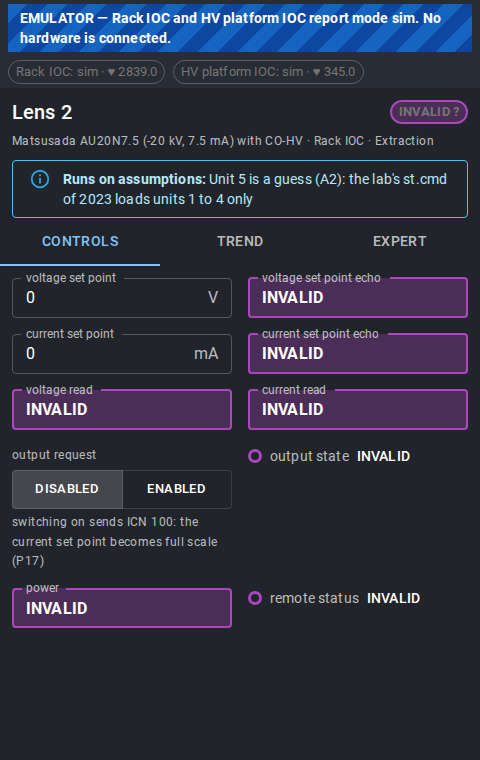 EMULATOR — Rack IOC and HV platform IOC report mode sim. No
hardware is connected.
Rack IOC: sim · ♥ 2839.0
HV platform IOC: sim · ♥ 345.0
Lens 2
INVALID ?
Matsusada AU20N7.5 (-20 kV, 7.5 mA) with CO-HV · Rack IOC · Extraction
Runs on assumptions: Unit 5 is a guess (A2): the lab's st.cmd
of 2023 loads units 1 to 4 only
CONTROLS
TREND
EXPERT
voltage set point
0 V
voltage set point echo
INVALID
current set point
0 mA
current set point echo
INVALID
voltage read
INVALID
current read
INVALID
output request
DISABLED
ENABLED
output state INVALID
switching on sends ICN 100: the
current set point becomes full scale
(P17)
power
INVALID
remote status INVALID